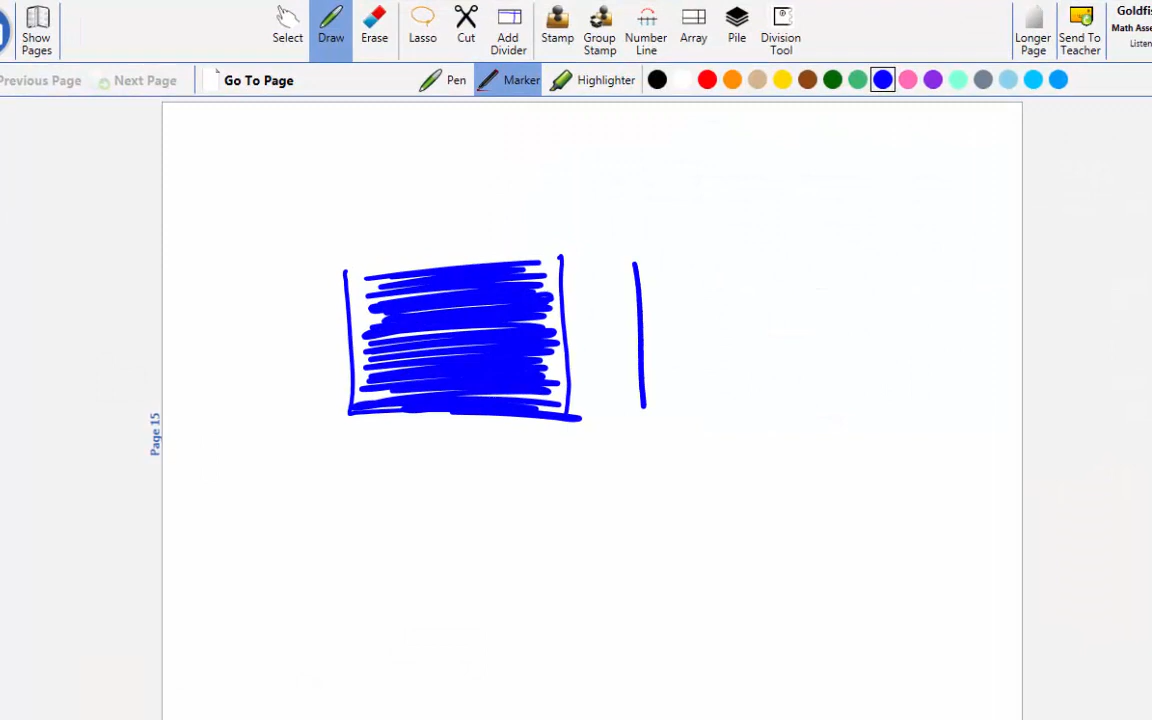 Show Pages
Select
Draw
Erase
Lasso
Cut
Add Divider
Stamp
Group Stamp
Number Line
Array
Pile
Division Tool
Longer Page
Send To Teacher
Goldfis
Math Asse
Listen
Previous Page
Next Page
Go To Page
Pen
Marker
Highlighter
Page 15